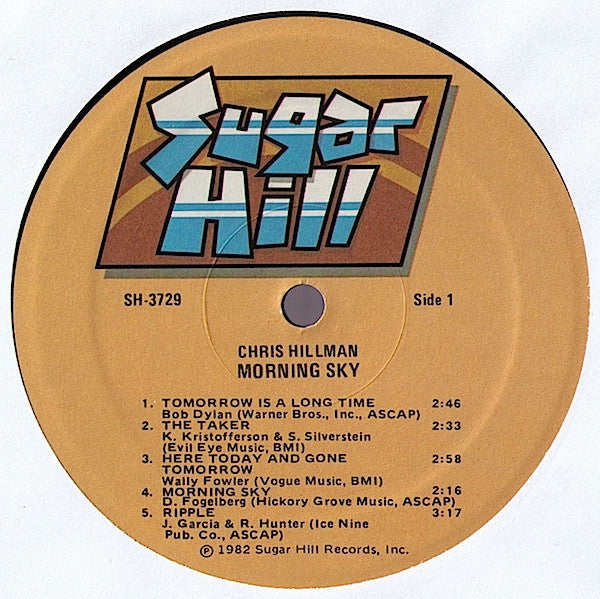 Sugar
Hill
SH-3729 Side 1
CHRIS HILLMAN
MORNING SKY
1. TOMORROW IS A LONG TIME 2:46
Bob Dylan (Warner Bros., Inc., ASCAP)
2. THE TAKER 2:33
K. Kristofferson & S. Silverstein
(Evil Eye Music, BMI)
3. HERE TODAY AND GONE 2:58
TOMORROW
Wally Fowler (Vogue Music, BMI)
4. MORNING SKY 2:16
D. Fogelberg (Hickory Grove Music, ASCAP)
5. RIPPLE 3:17
J. Garcia & R. Hunter (Ice Nine
Pub. Co., ASCAP)
℗ 1982 Sugar Hill Records, Inc.